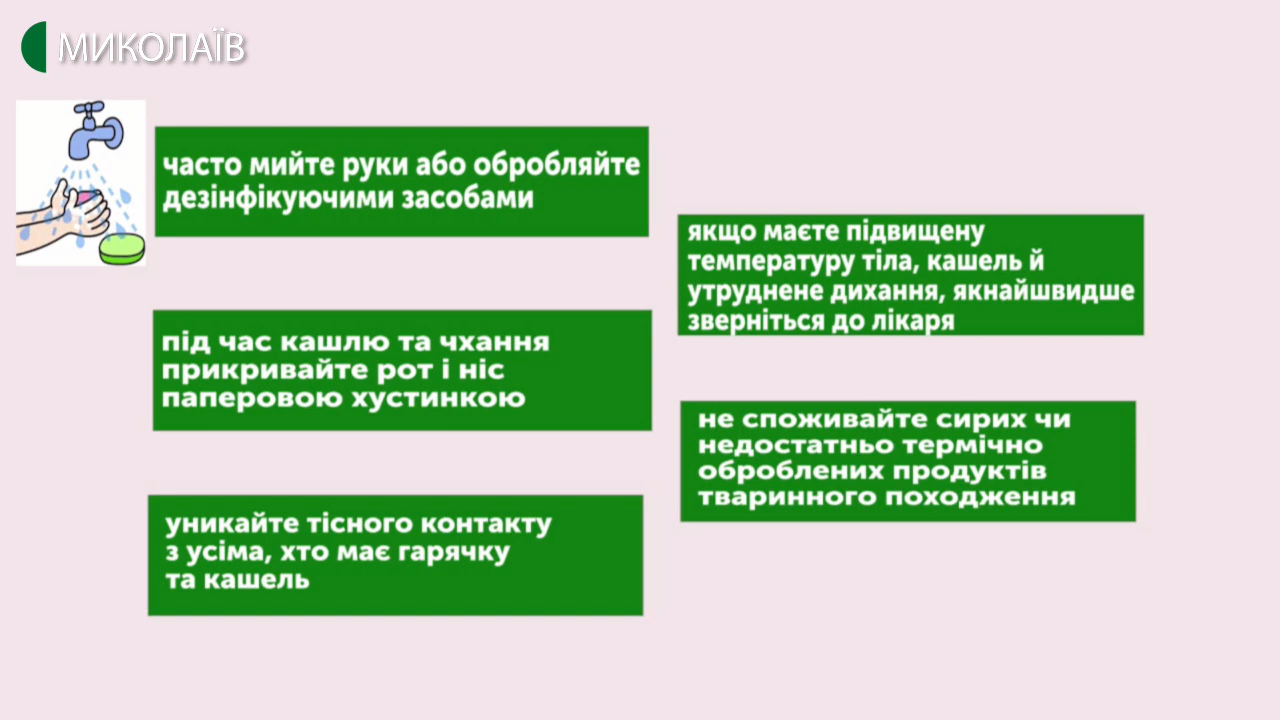 МИКОЛАЇВ
часто мийте руки або обробляйте
дезінфікуючими засобами
під час кашлю та чхання
прикривайте рот і ніс
паперовою хустинкою
уникайте тісного контакту
з усіма, хто має гарячку
та кашель
якщо маєте підвищену
температуру тіла, кашель й
утруднене дихання, якнайшвидше
зверніться до лікаря
не споживайте сирих чи
недостатньо термічно
оброблених продуктів
тваринного походження